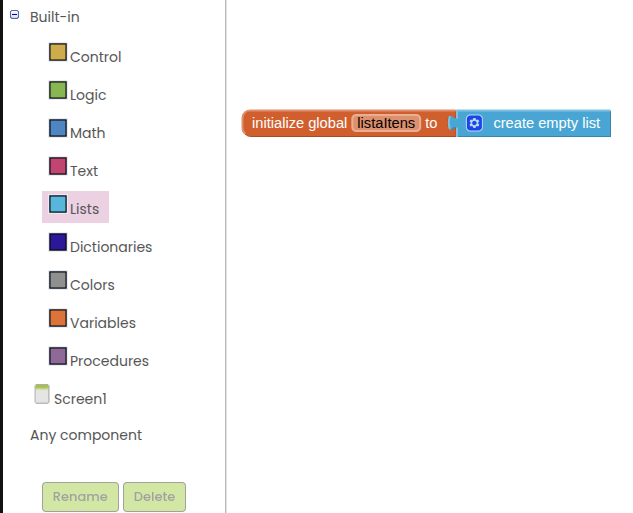 Built-in
Control
Logic
initialize global listaItens to create empty list
Math
Text
Lists
Dictionaries
Colors
Variables
Procedures
Screen1
Any component
Rename Delete